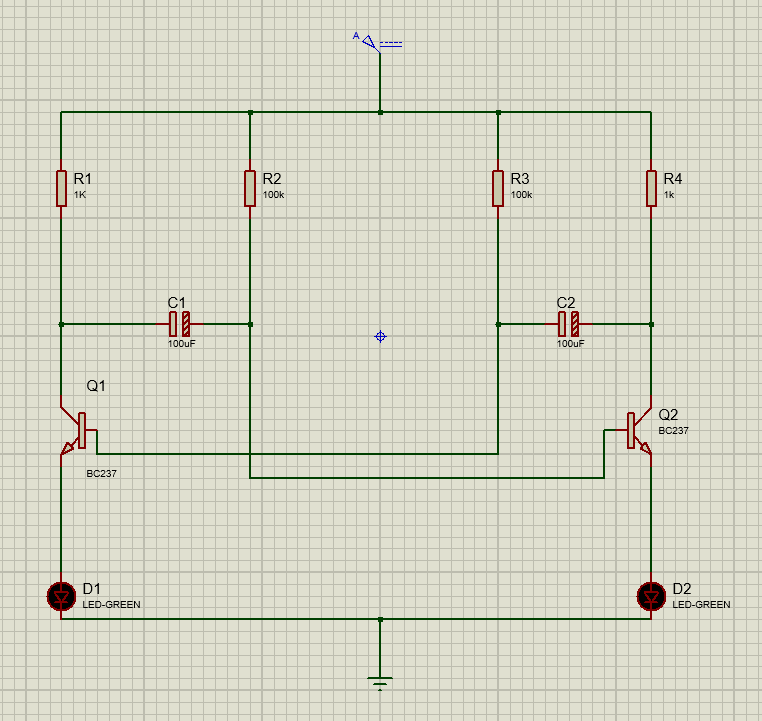 A
R1
1K
R2
100k
R3
100k
R4
1k
C1
100uF
C2
100uF
Q1
BC237
Q2
BC237
D1
LED-GREEN
D2
LED-GREEN